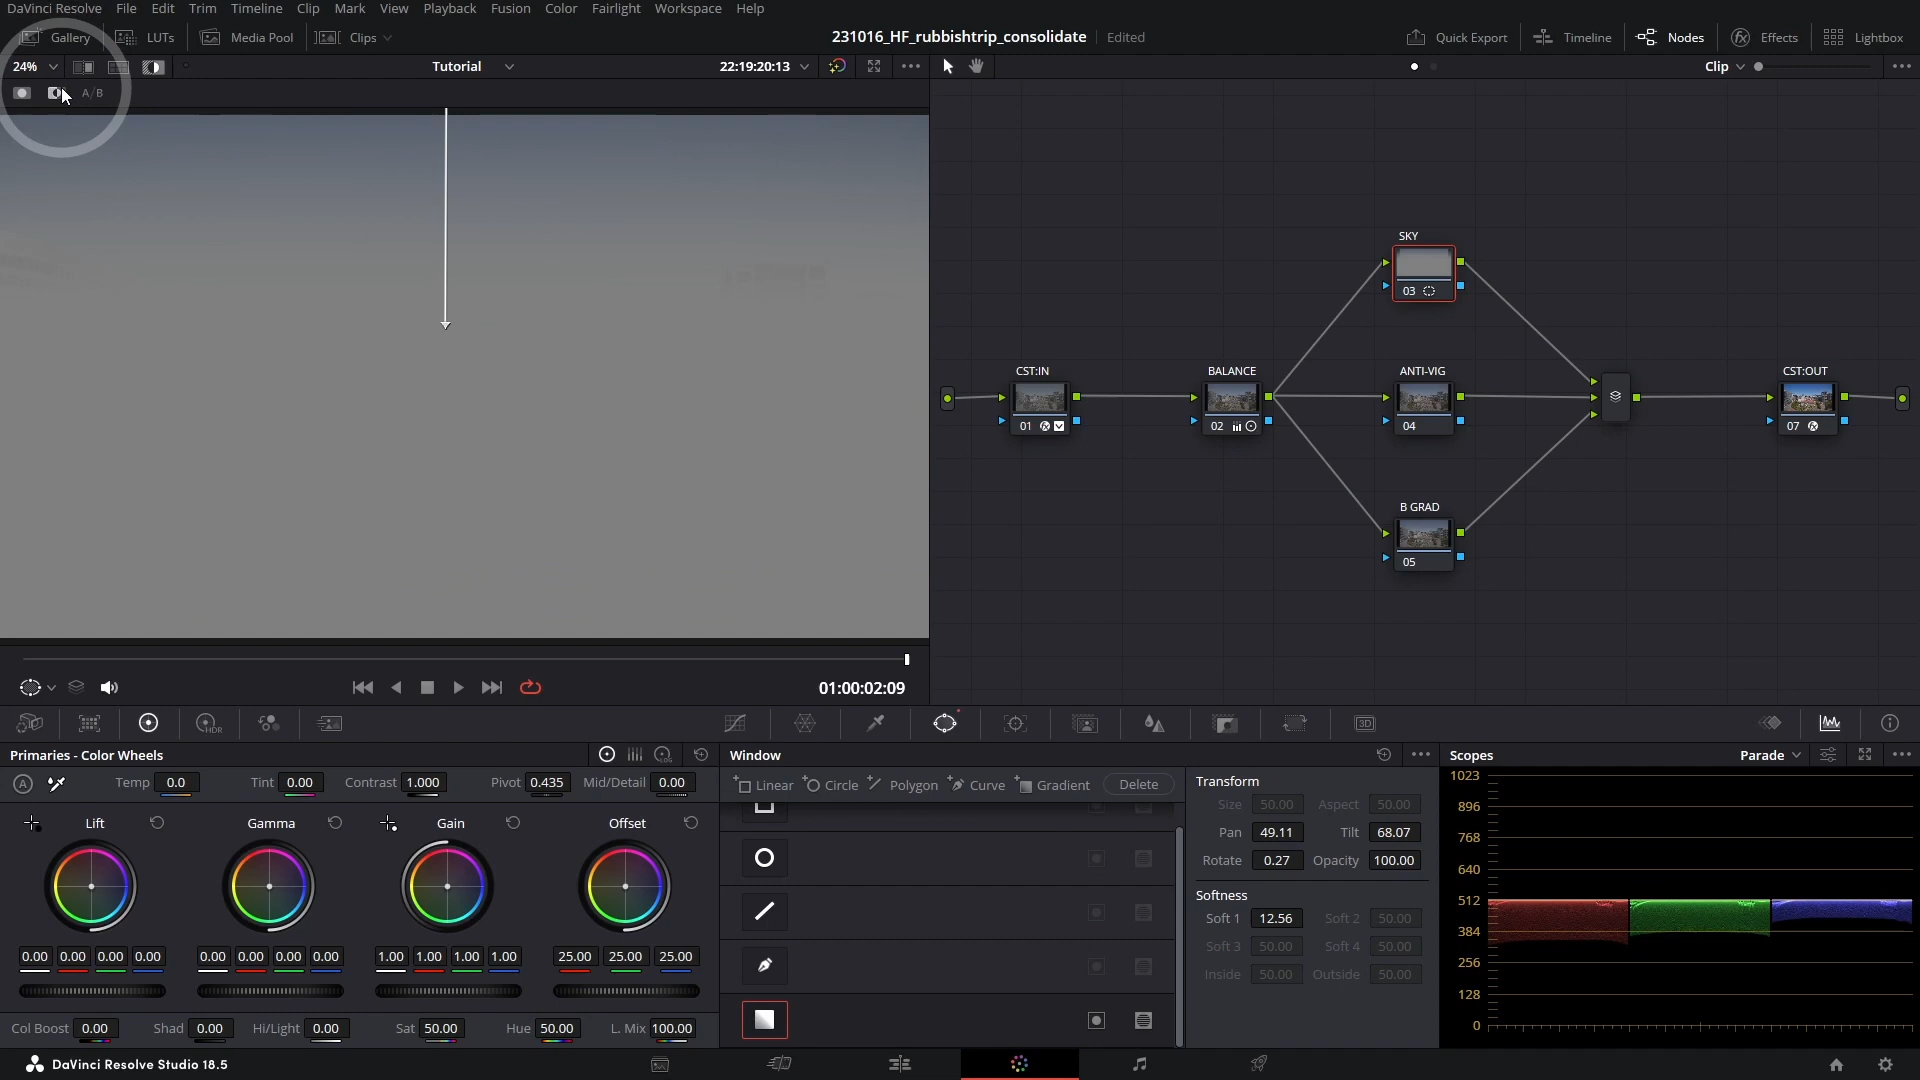 DaVinci Resolve File Edit Trim Timeline Clip Mark View Playback Fusion Color Fairlight Workspace Help
Gallery LUTs Media Pool Clips 231016_HF_rubbishtrip_consolidate Edited Quick Export Timeline Nodes Effects Lightbox
24% Tutorial 22:19:20:13 Clip
A/B
SKY
03
CST:IN BALANCE ANTI-VIG CST:OUT
01 02 04 07
B GRAD
05
01:00:02:09
HDR 3D
Primaries - Color Wheels Window Scopes Parade
A Temp 0.0 Tint 0.00 Contrast 1.000 Pivot 0.435 Mid/Detail 0.00
Linear Circle Polygon Curve Gradient Delete
Lift Gamma Gain Offset
0.00 0.00 0.00 0.00 0.00 0.00 0.00 0.00 1.00 1.00 1.00 1.00 25.00 25.00 25.00
Col Boost 0.00 Shad 0.00 Hi/Light 0.00 Sat 50.00 Hue 50.00 L. Mix 100.00
Transform
Size 50.00 Aspect 50.00
Pan 49.11 Tilt 68.07
Rotate 0.27 Opacity 100.00
Softness
Soft 1 12.56 Soft 2 50.00
Soft 3 50.00 Soft 4 50.00
Inside 50.00 Outside 50.00
1023
896
768
640
512
384
256
128
0
DaVinci Resolve Studio 18.5